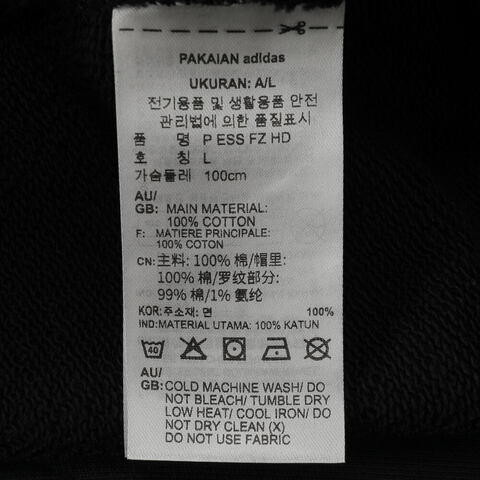 PAKAIAN adidas
UKURAN: A/L
전기용품 및 생활용품 안전
관리법에 의한 품질표시
품 명 P ESS FZ HD
호 칭 L
가슴둘레 100cm
AU/
GB: MAIN MATERIAL:
100% COTTON
F: MATIERE PRINCIPALE:
100% COTON
CN: 主料: 100% 棉/帽里:
100% 棉/罗纹部分:
99% 棉/1% 氨纶
KOR: 주소재: 면 100%
IND: MATERIAL UTAMA: 100% KATUN
40
AU/
GB: COLD MACHINE WASH/ DO
NOT BLEACH/ TUMBLE DRY
LOW HEAT/ COOL IRON/ DO
NOT DRY CLEAN (X)
DO NOT USE FABRIC